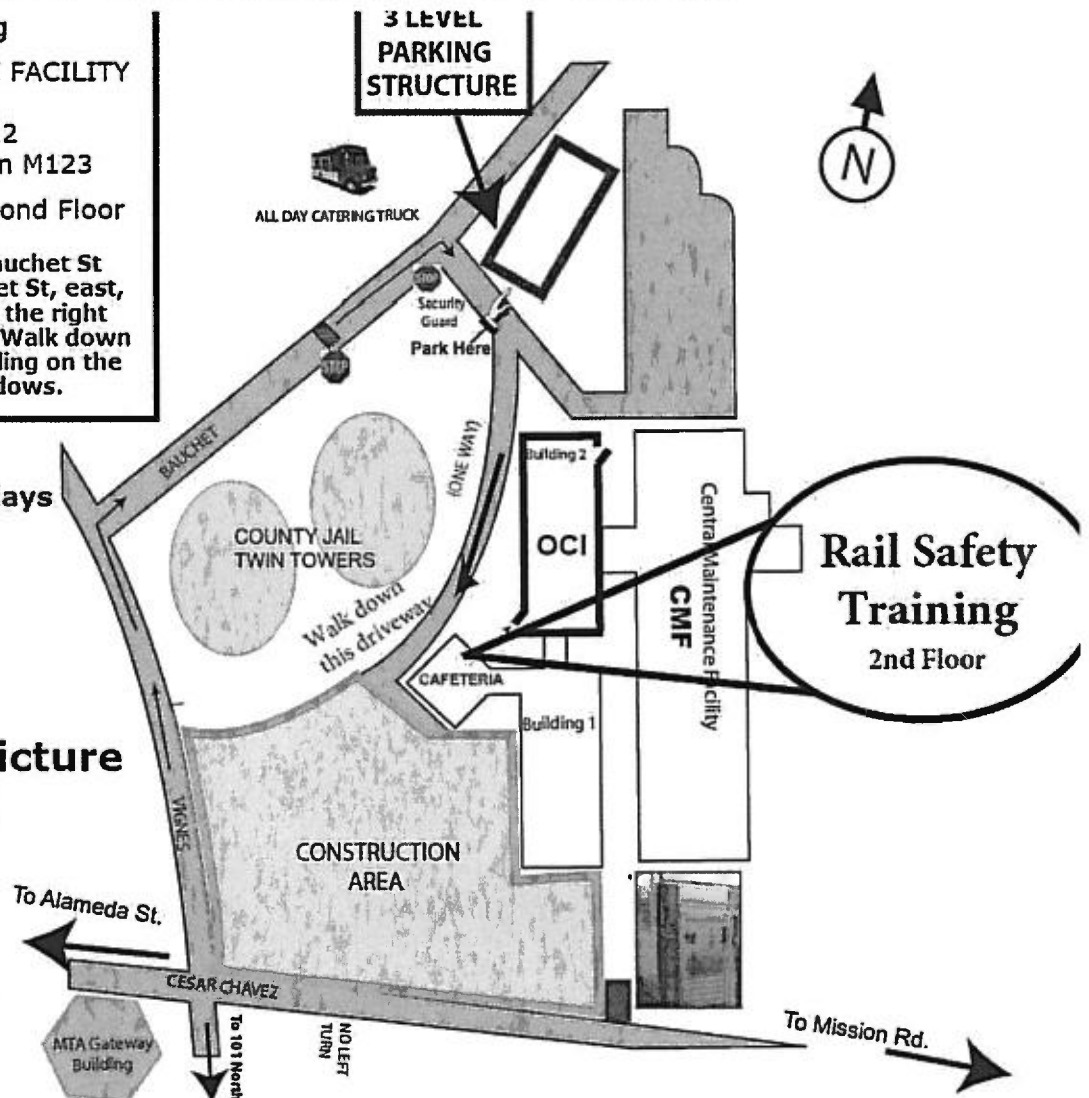 g
FACILITY
2
n M123
ond Floor
auchet St
et St, east,
the right
Walk down
ling on the
dows.
3 LEVEL
PARKING
STRUCTURE
N
ALL DAY CATERING TRUCK
STOP
Security
Guard
Park Here
STOP
BAUCHET
ays
(ONE WAY)
Building 2
COUNTY JAIL
TWIN TOWERS
OCI
Central Maintenance Facility
CMF
Rail Safety
Training
2nd Floor
Walk down
this driveway
CAFETERIA
Building 1
icture
VIGNES
CONSTRUCTION
AREA
To Alameda St.
CESAR CHAVEZ
To Mission Rd.
MTA Gateway
Building
To 101 North
NO LEFT
TURN